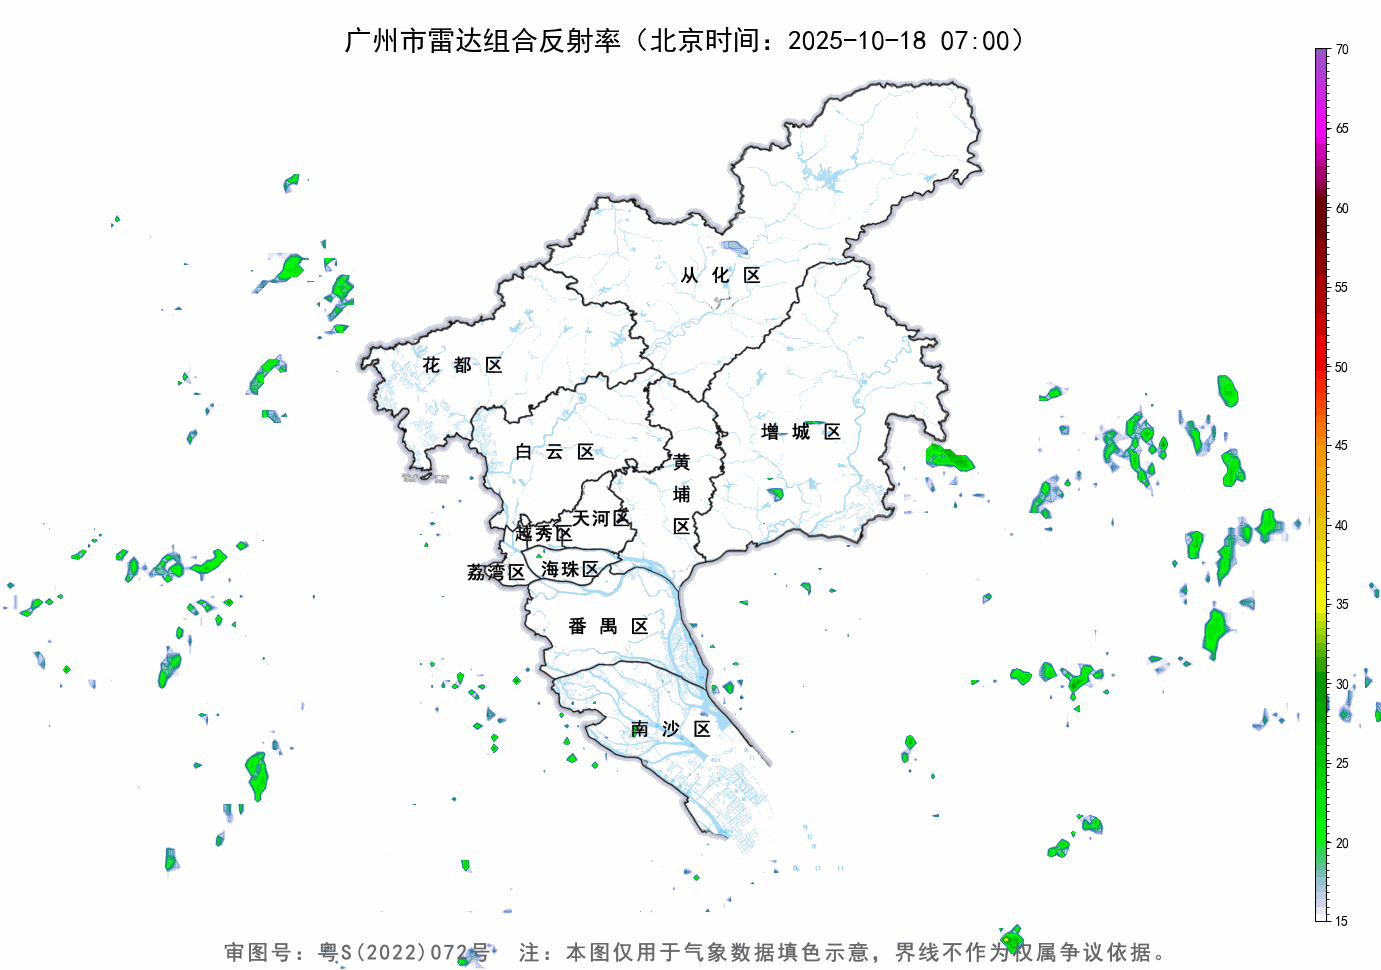 广州市雷达组合反射率（北京时间：2025-10-18 07:00）
70
65
60
55
50
45
40
35
30
25
20
15
从化区
花都区
增城区
白云区
黄埔区
天河区
越秀区
荔湾区
海珠区
番禺区
南沙区
审图号：粤S(2022)072号 注：本图仅用于气象数据填色示意，界线不作为权属争议依据。